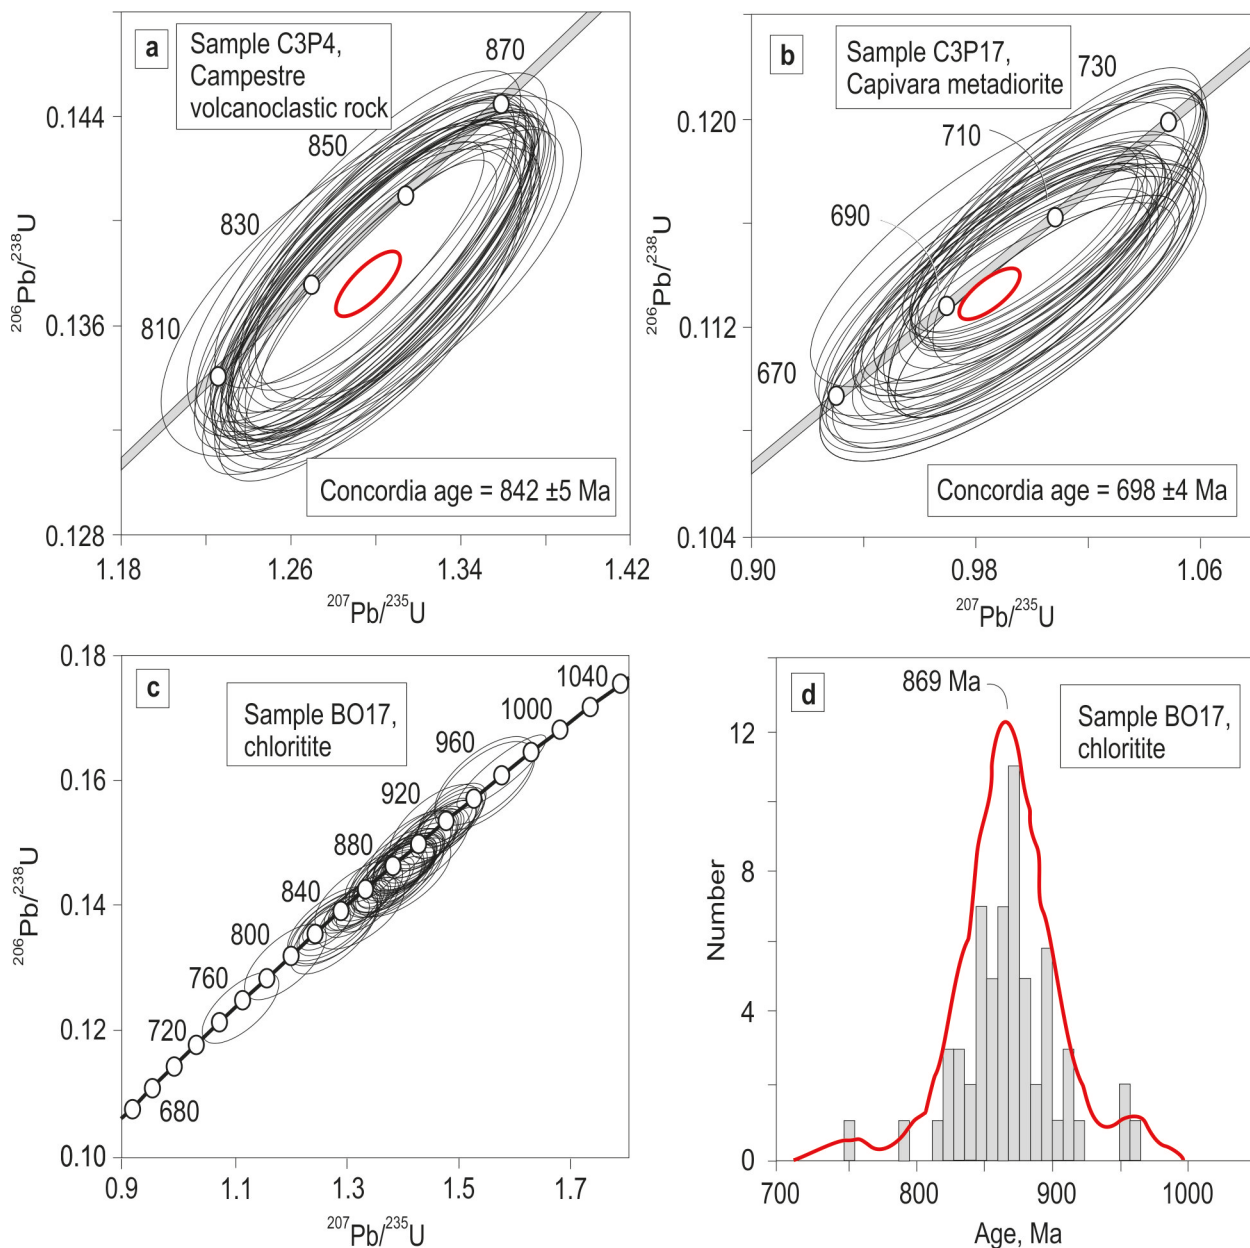 a
Sample C3P4,
Campestre
volcanoclastic rock
870
850
830
810
0.144
0.136
0.128
²⁰⁶Pb/²³⁸U
Concordia age = 842 ±5 Ma
1.18
1.26
1.34
1.42
²⁰⁷Pb/²³⁵U
b
Sample C3P17,
Capivara metadiorite
730
710
690
670
0.120
0.112
0.104
²⁰⁶Pb/²³⁸U
Concordia age = 698 ±4 Ma
0.90
0.98
1.06
²⁰⁷Pb/²³⁵U
c
Sample BO17,
chloritite
1040
1000
960
920
880
840
800
760
720
680
0.18
0.16
0.14
0.12
0.10
²⁰⁶Pb/²³⁸U
0.9
1.1
1.3
1.5
1.7
²⁰⁷Pb/²³⁵U
d
869 Ma
Sample BO17,
chloritite
12
8
4
0
Number
700
800
900
1000
Age, Ma